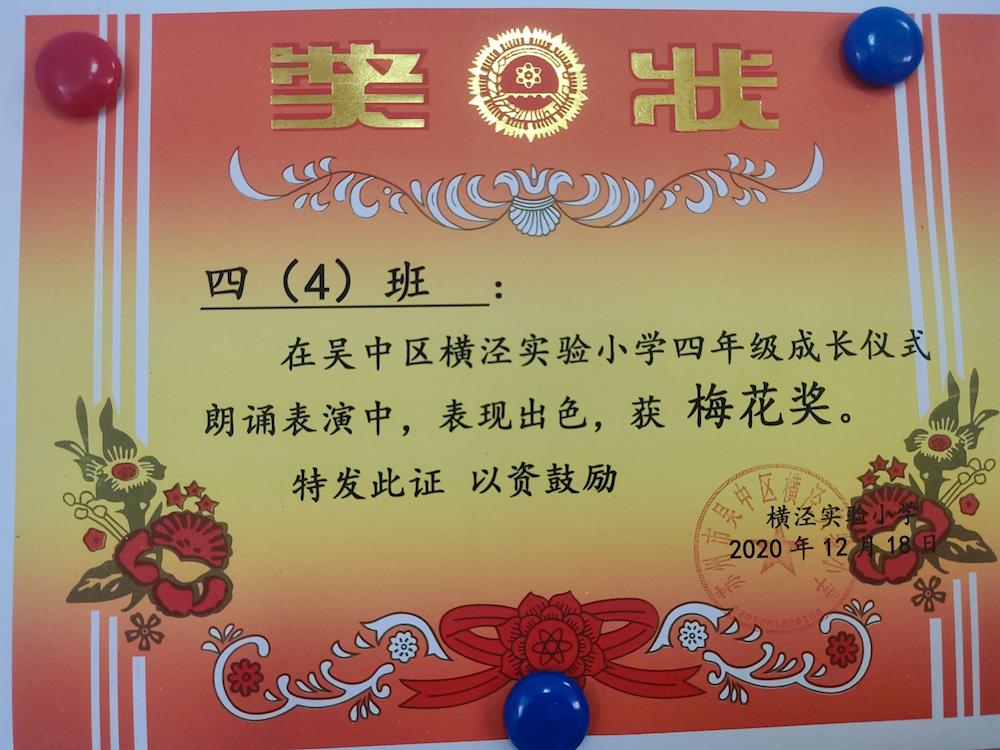 奖 状
四（4）班：
在吴中区横泾实验小学四年级成长仪式
朗诵表演中，表现出色，获 梅花奖。
特发此证 以资鼓励
横泾实验小学
2020 年 12 月 18 日